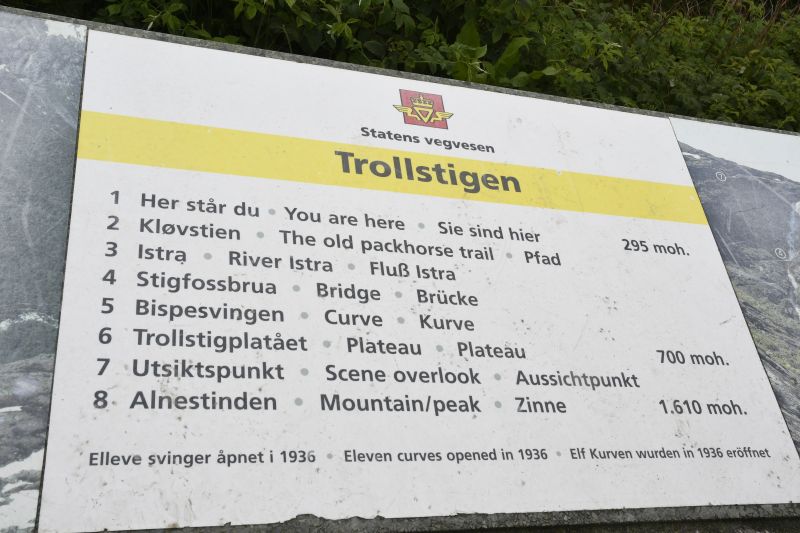 Statens vegvesen
Trollstigen
1 Her står du • You are here • Sie sind hier 295 moh.
2 Kløvstien • The old packhorse trail • Pfad
3 Istra • River Istra • Fluß Istra
4 Stigfossbrua • Bridge • Brücke
5 Bispesvingen • Curve • Kurve
6 Trollstigplatået • Plateau • Plateau 700 moh.
7 Utsiktspunkt • Scene overlook • Aussichtpunkt
8 Alnestinden • Mountain/peak • Zinne 1.610 moh.
Elleve svinger åpnet i 1936 • Eleven curves opened in 1936 • Elf Kurven wurden in 1936 eröffnet
7